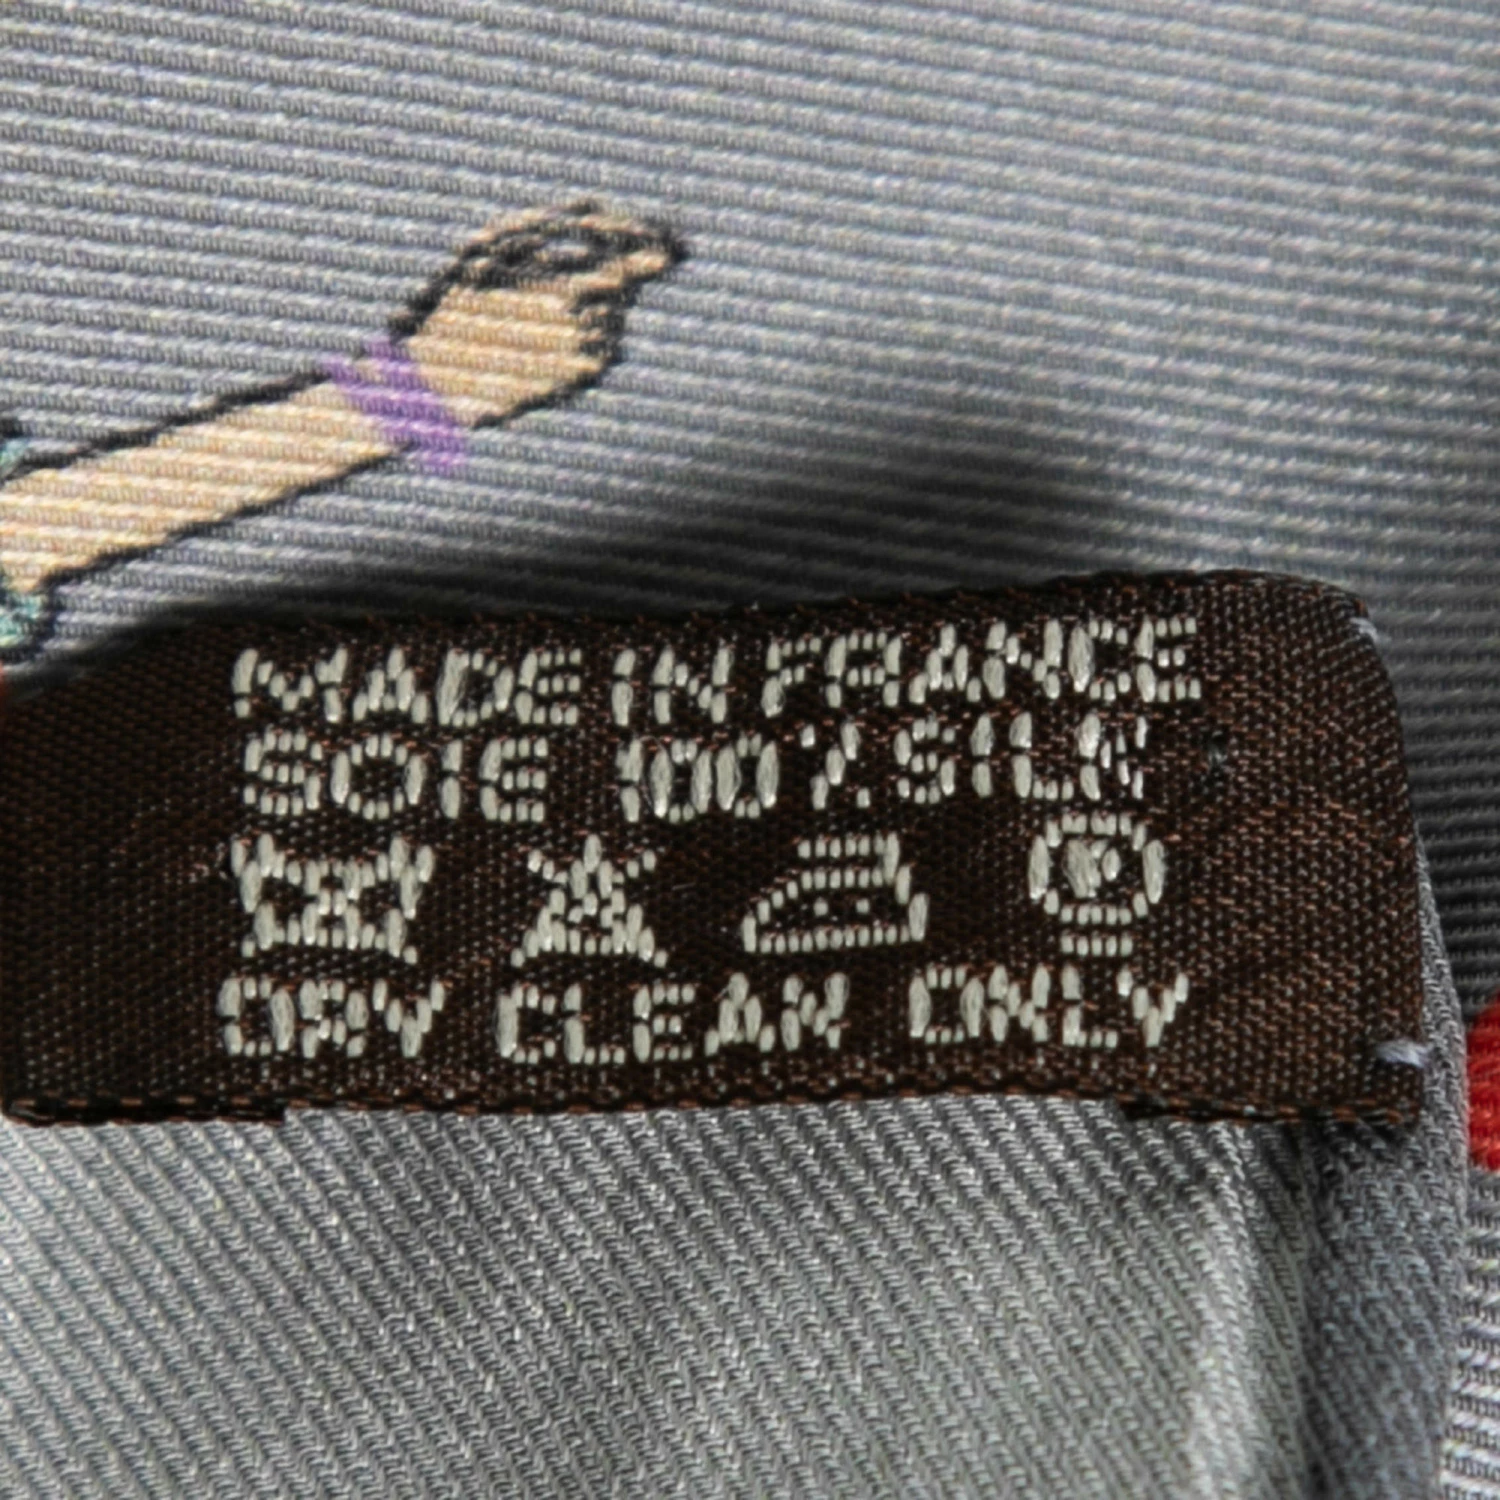 MADE IN FRANCE
SOIE 100% SILK
P
DRY CLEAN ONLY